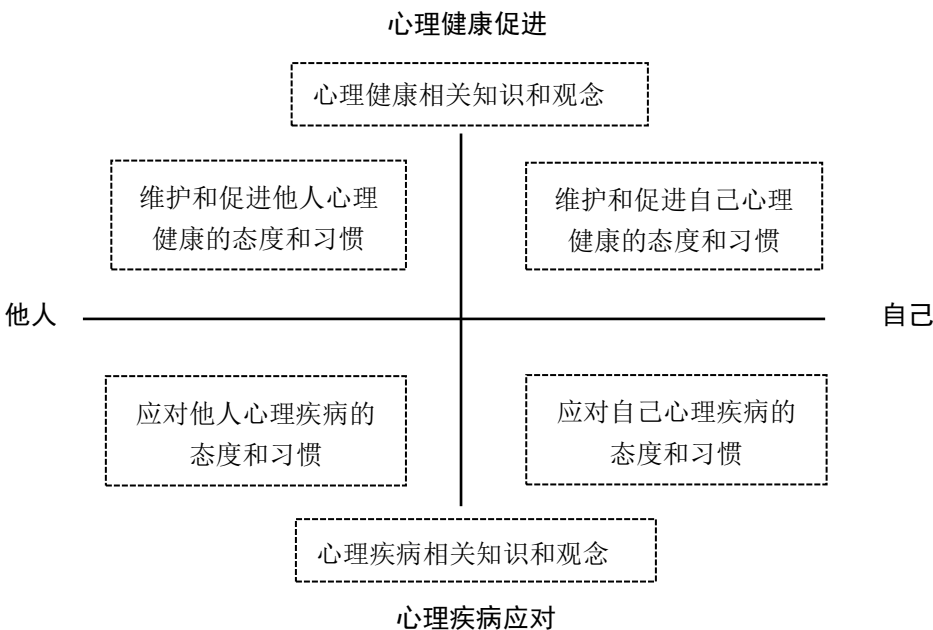 心理健康促进
心理健康相关知识和观念
维护和促进他人心理
健康的态度和习惯
维护和促进自己心理
健康的态度和习惯
他人
自己
应对他人心理疾病的
态度和习惯
应对自己心理疾病的
态度和习惯
心理疾病相关知识和观念
心理疾病应对